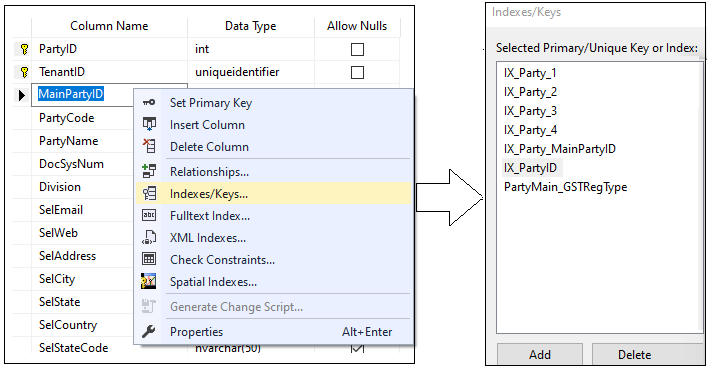 Column Name Data Type Allow Nulls
PartyID int
TenantID uniqueidentifier
MainPartyID
PartyCode
PartyName
DocSysNum
Division
SelEmail
SelWeb
SelAddress
SelCity
SelState
SelCountry
SelStateCode nvarchar(50)
Set Primary Key
Insert Column
Delete Column
Relationships...
Indexes/Keys...
Fulltext Index...
XML Indexes...
Check Constraints...
Spatial Indexes...
Generate Change Script...
Properties Alt+Enter
Indexes/Keys
Selected Primary/Unique Key or Index:
IX_Party_1
IX_Party_2
IX_Party_3
IX_Party_4
IX_Party_MainPartyID
IX_PartyID
PartyMain_GSTRegType
Add Delete